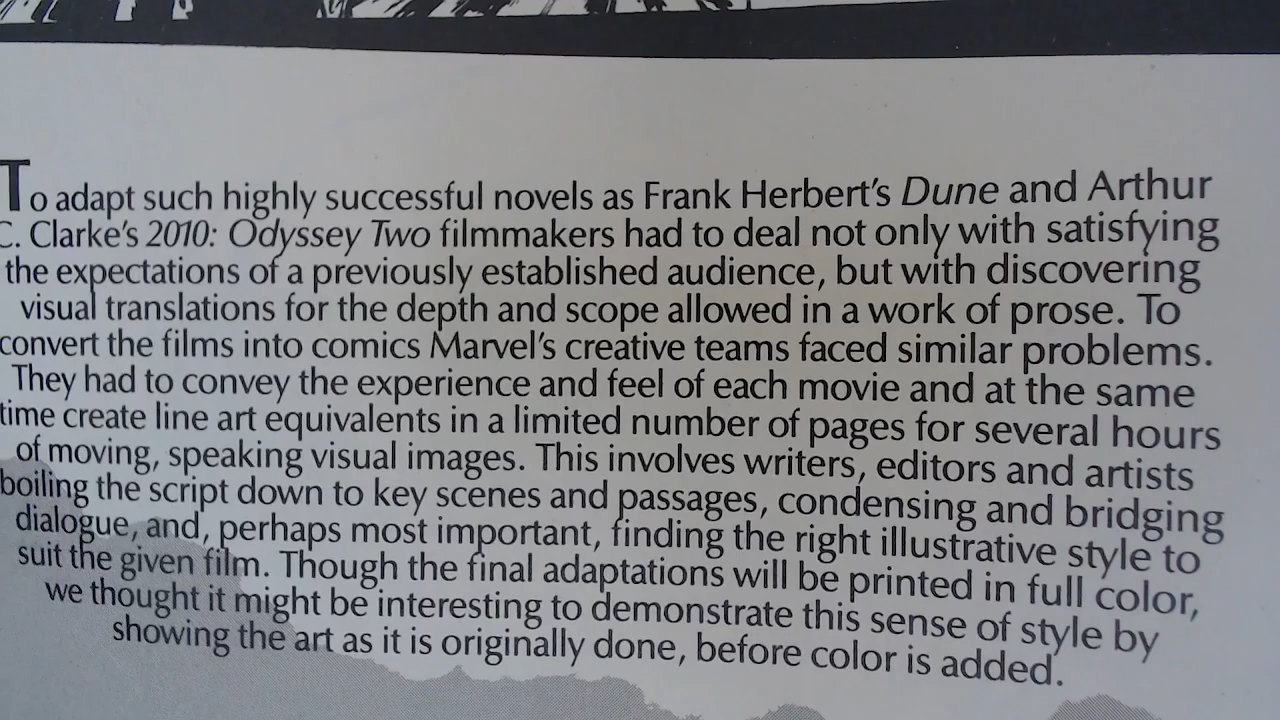 To adapt such highly successful novels as Frank Herbert's Dune and Arthur
C. Clarke's 2010: Odyssey Two filmmakers had to deal not only with satisfying
the expectations of a previously established audience, but with discovering
visual translations for the depth and scope allowed in a work of prose. To
convert the films into comics Marvel's creative teams faced similar problems.
They had to convey the experience and feel of each movie and at the same
time create line art equivalents in a limited number of pages for several hours
of moving, speaking visual images. This involves writers, editors and artists
boiling the script down to key scenes and passages, condensing and bridging
dialogue, and, perhaps most important, finding the right illustrative style to
suit the given film. Though the final adaptations will be printed in full color,
we thought it might be interesting to demonstrate this sense of style by
showing the art as it is originally done, before color is added.